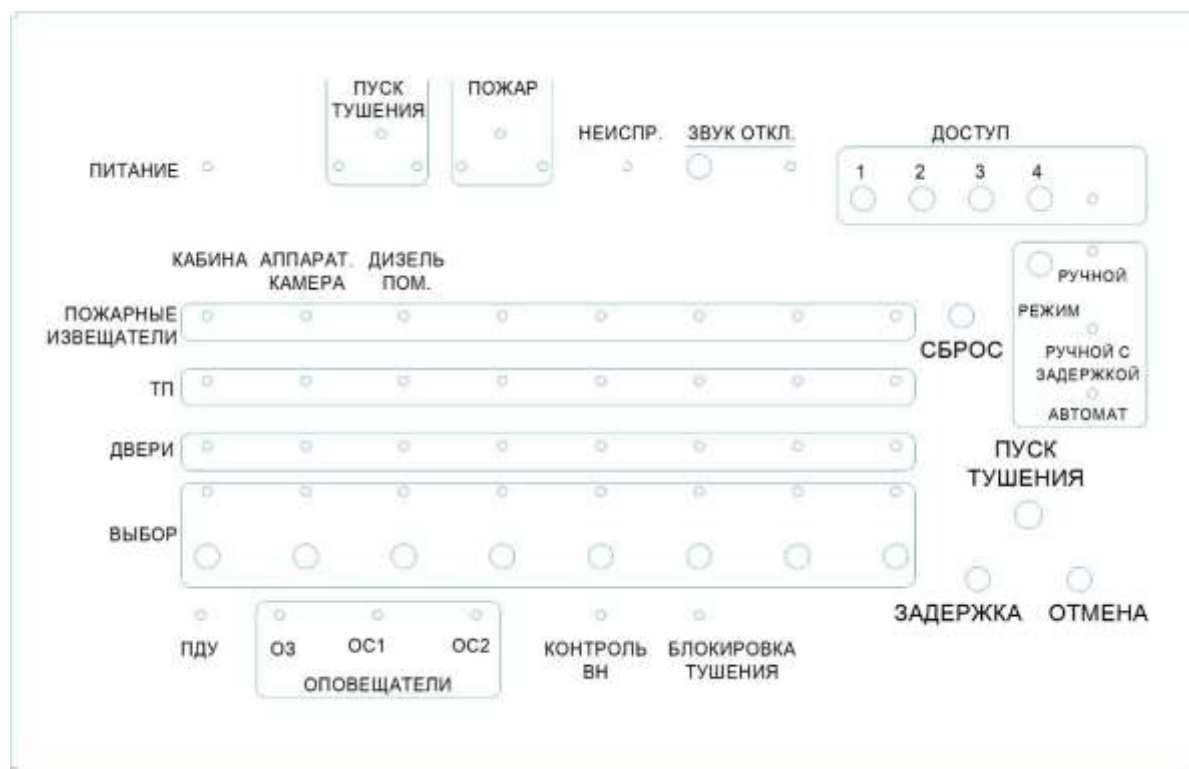 ПУСК
ТУШЕНИЯ
ПОЖАР
НЕИСПР.
ЗВУК ОТКЛ.
ДОСТУП
ПИТАНИЕ
1 2 3 4
КАБИНА АППАРАТ. ДИЗЕЛЬ
КАМЕРА ПОМ.
РУЧНОЙ
РЕЖИМ
РУЧНОЙ С
ЗАДЕРЖКОЙ
АВТОМАТ
ПОЖАРНЫЕ
ИЗВЕЩАТЕЛИ
СБРОС
ТП
ДВЕРИ
ПУСК
ТУШЕНИЯ
ВЫБОР
ЗАДЕРЖКА ОТМЕНА
ПДУ
ОЗ ОС1 ОС2
ОПОВЕЩАТЕЛИ
КОНТРОЛЬ
ВН
БЛОКИРОВКА
ТУШЕНИЯ